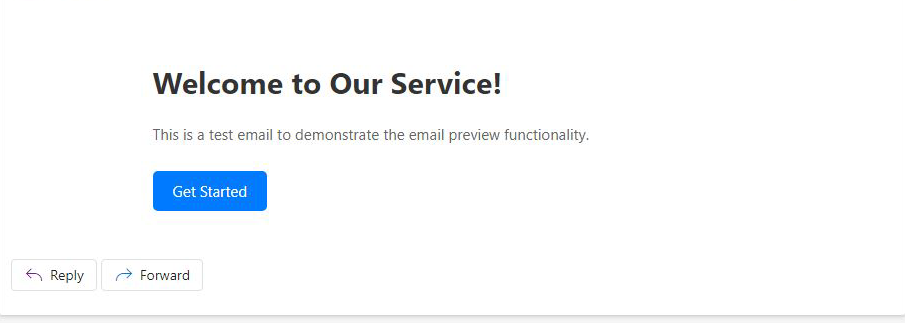 Welcome to Our Service!
This is a test email to demonstrate the email preview functionality.
Get Started
Reply
Forward